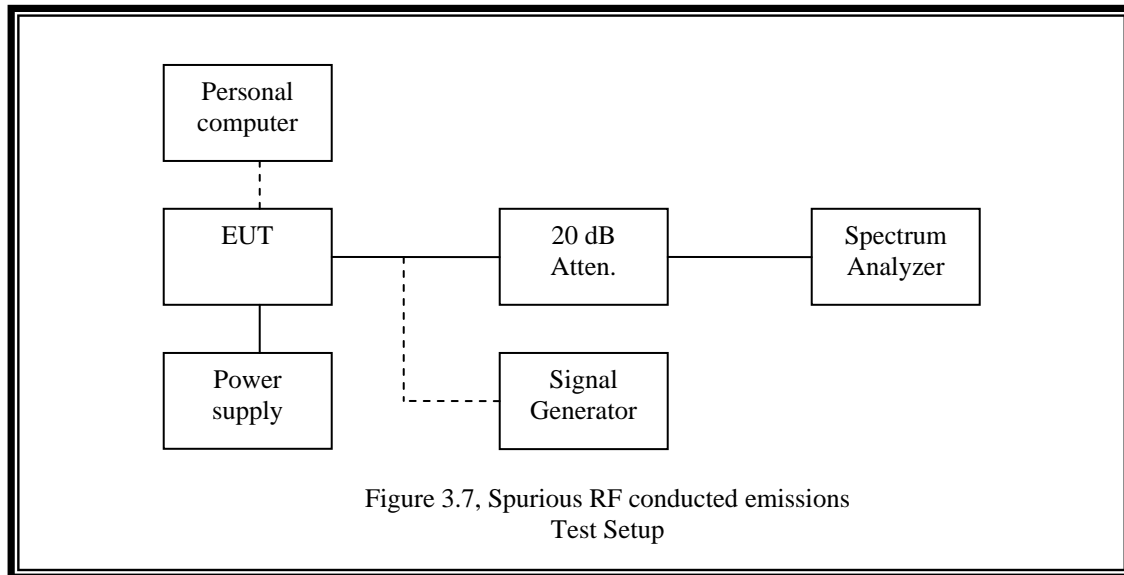 Personal
computer
EUT
20 dB
Atten.
Spectrum
Analyzer
Power
supply
Signal
Generator
Figure 3.7, Spurious RF conducted emissions
Test Setup